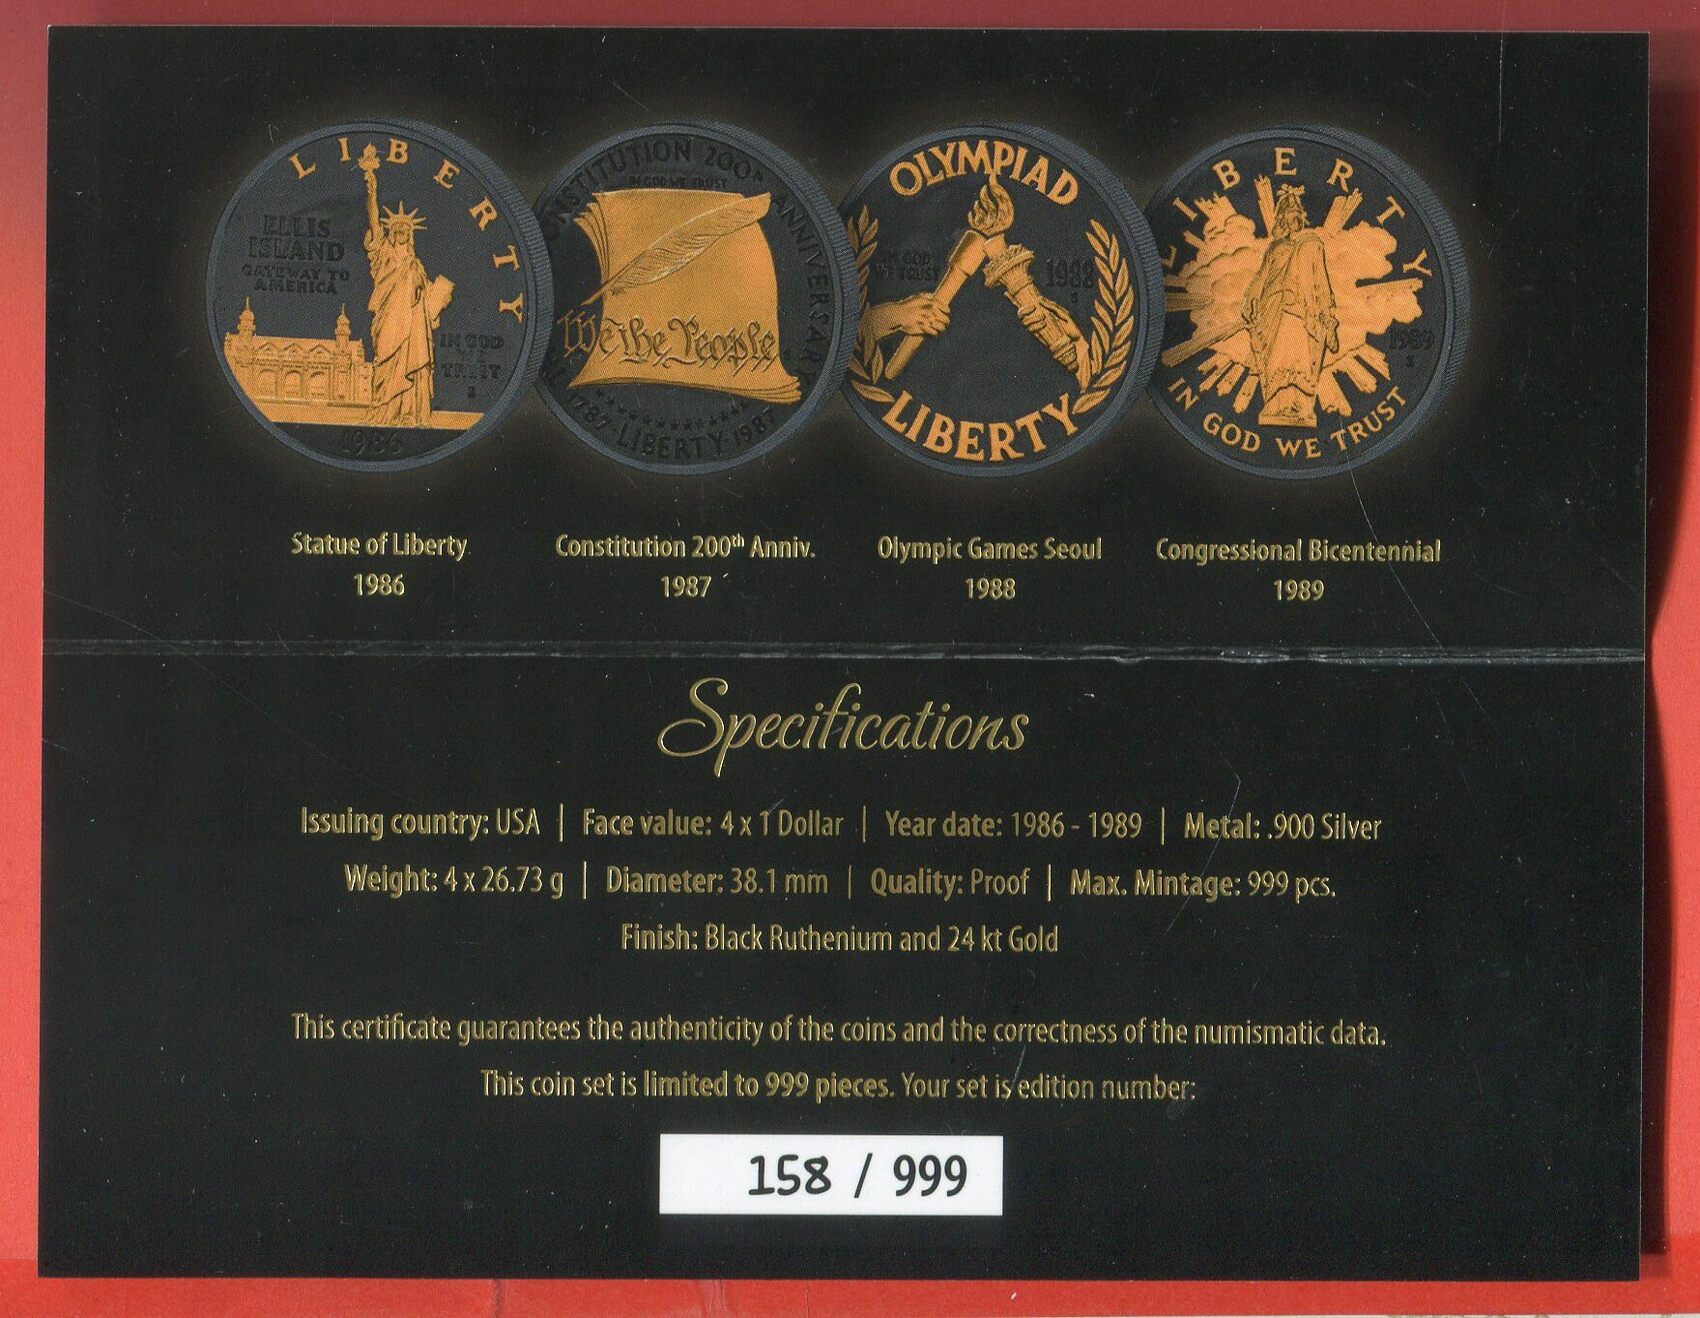 LIBERTY
ELLIS
ISLAND
GATEWAY TO
AMERICA
IN GOD
WE
TRUST
S
1986
CONSTITUTION 200th ANNIVERSARY
IN GOD WE TRUST
We the People
1787 · LIBERTY · 1987
OLYMPIAD
IN GOD
WE TRUST
1988
S
LIBERTY
LIBERTY
1989
S
IN GOD WE TRUST
Statue of Liberty
1986
Constitution 200th Anniv.
1987
Olympic Games Seoul
1988
Congressional Bicentennial
1989
Specifications
Issuing country: USA | Face value: 4 x 1 Dollar | Year date: 1986 - 1989 | Metal: .900 Silver
Weight: 4 x 26.73 g | Diameter: 38.1 mm | Quality: Proof | Max. Mintage: 999 pcs.
Finish: Black Ruthenium and 24 kt Gold
This certificate guarantees the authenticity of the coins and the correctness of the numismatic data.
This coin set is limited to 999 pieces. Your set is edition number:
158 / 999